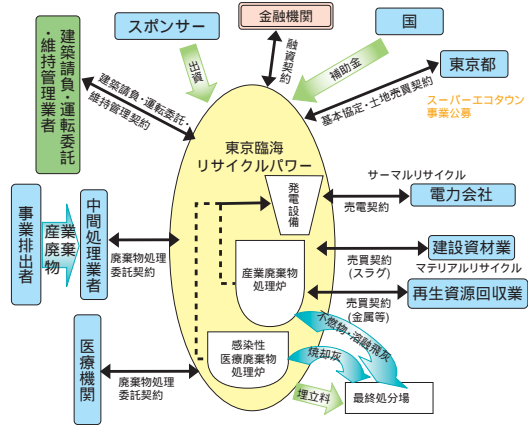 スポンサー
金融機関
国
東京都
スーパーエコタウン
事業公募
建築請負・運転委託
・維持管理業者
建築請負・運転委託・
維持管理契約
出資
融資契約
補助金
基本協定・土地売買契約
東京臨海
リサイクルパワー
発電設備
サーマルリサイクル
電力会社
売電契約
事業排出者
産業
廃棄物
中間処理業者
廃棄物処理
委託契約
産業廃棄物
処理炉
建設資材業
売買契約
(スラグ)
マテリアルリサイクル
再生資源回収業
売買契約
(金属等)
不燃物・溶融飛灰
焼却灰
感染性
医療廃棄物
処理炉
医療機関
廃棄物処理
委託契約
埋立料
最終処分場